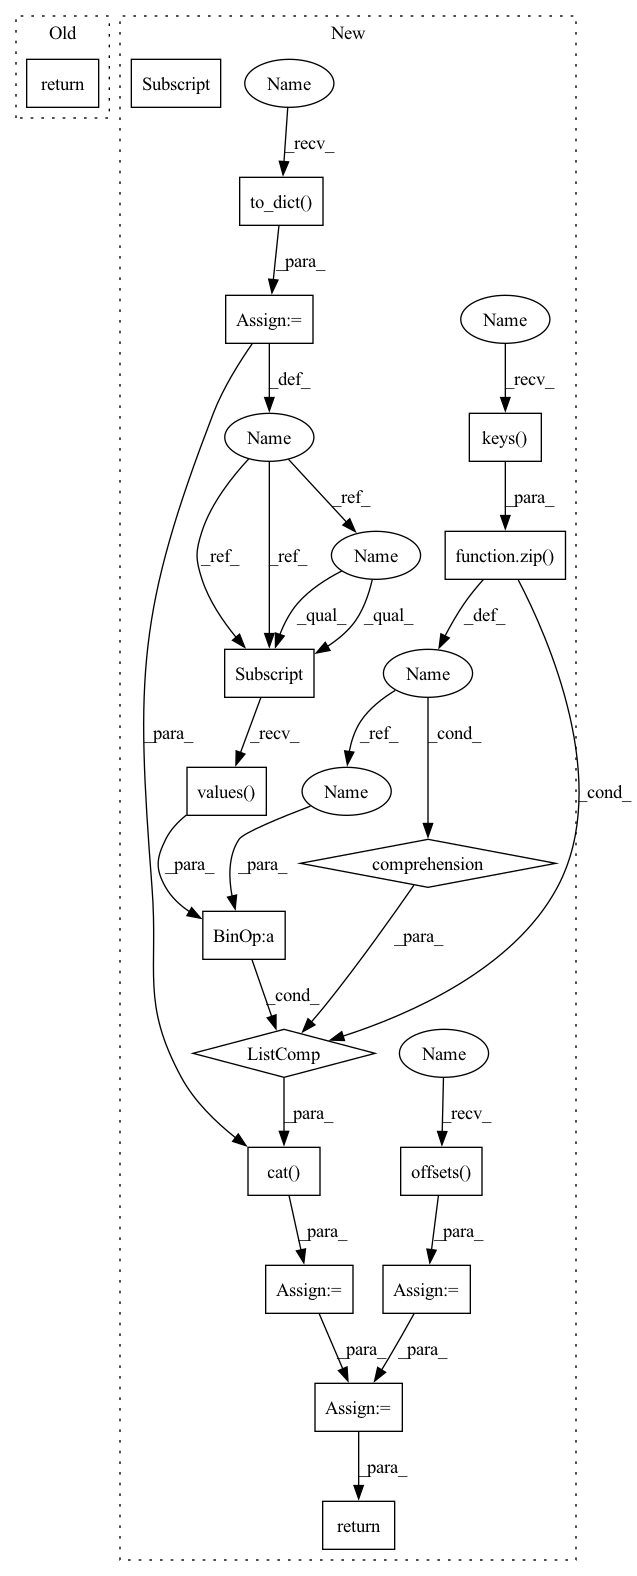 Old
New
return
Subscript
Name
_recv_
to_dict()
_para_
Assign:=
Name
_def_
_recv_
Name
keys()
_ref_
_para_
Name
function.zip()
_ref_
_ref_
_qual_
_qual_
_def_
Subscript
Name
_para_
_recv_
_ref_
_cond_
values()
Name
_cond_
_para_
_para_
comprehension
BinOp:a
_para_
_cond_
ListComp
Name
_para_
_recv_
cat()
offsets()
_para_
_para_
Assign:=
Assign:=
_para_
_para_
Assign:=
_para_
return